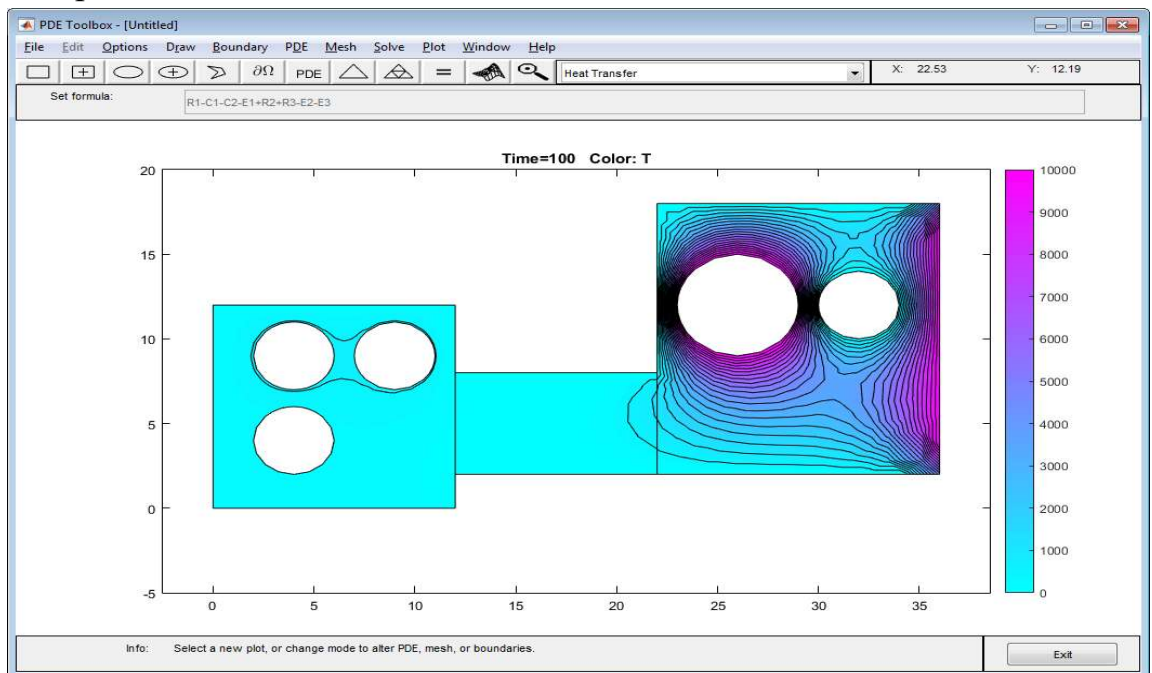 PDE Toolbox - [Untitled]
File Edit Options Draw Boundary PDE Mesh Solve Plot Window Help
∂Ω PDE = Heat Transfer X: 22.53 Y: 12.19
Set formula: R1-C1-C2-E1+R2+R3-E2-E3
Time=100 Color: T
20
15
10
5
0
-5
0 5 10 15 20 25 30 35
10000
9000
8000
7000
6000
5000
4000
3000
2000
1000
0
Info: Select a new plot, or change mode to alter PDE, mesh, or boundaries.
Exit